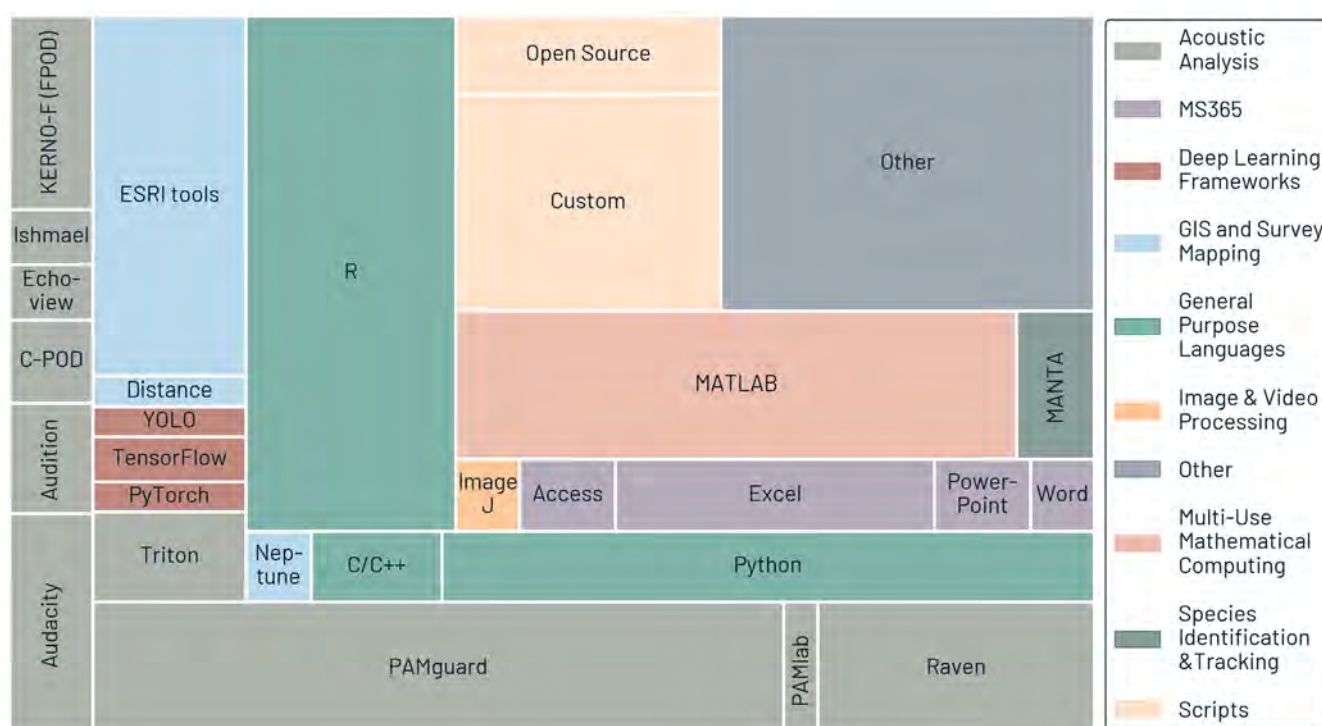 KERNO-F (FPOD)
Ishmael
Echo-
view
C-POD
Audition
Audacity
ESRI tools
Distance
YOLO
TensorFlow
PyTorch
Triton
R
Nep-
tune
C/C++
Open Source
Custom
Other
MATLAB
MANTA
Image
J
Access
Excel
Power-
Point
Word
Python
PAMguard
PAMlab
Raven
Acoustic
Analysis
MS365
Deep Learning
Frameworks
GIS and Survey
Mapping
General
Purpose
Languages
Image & Video
Processing
Other
Multi-Use
Mathematical
Computing
Species
Identification
&Tracking
Scripts